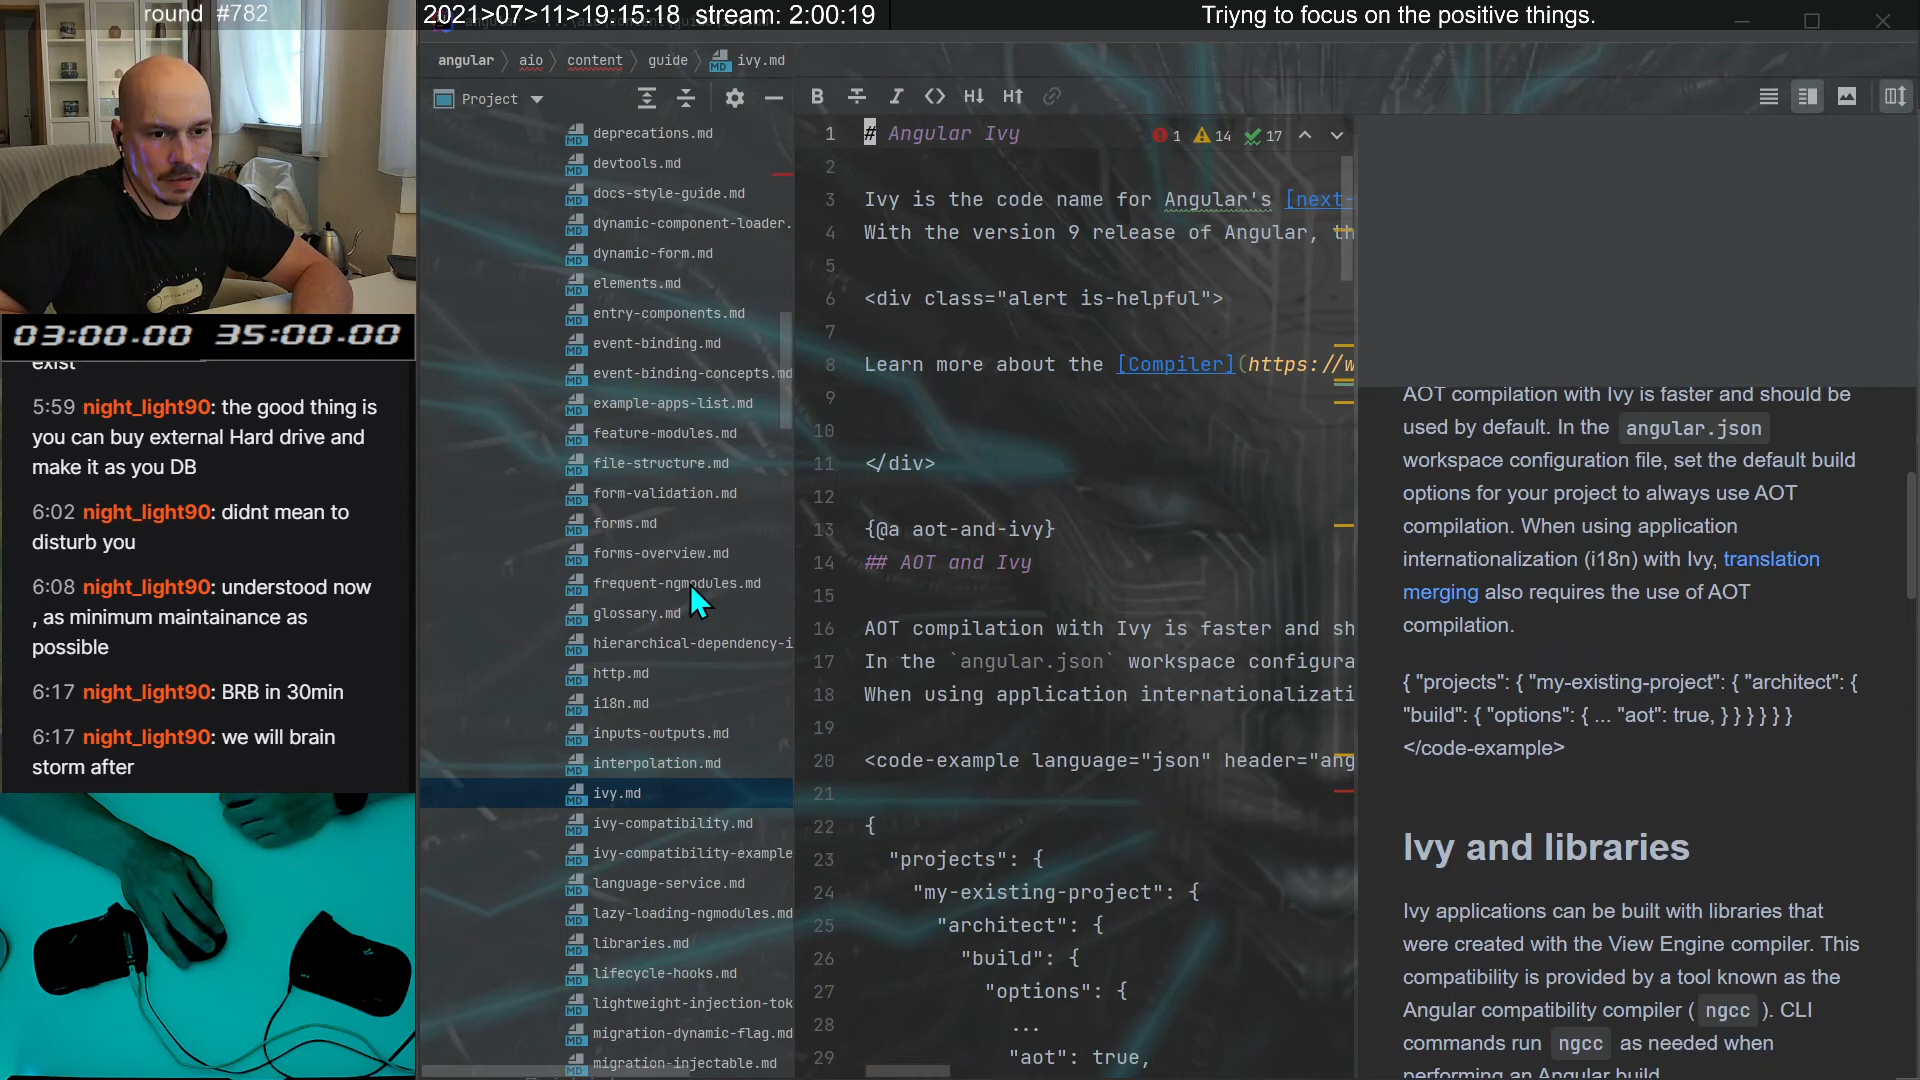 round #782
2021>07>11>19:15:18 stream: 2:00:19
Triyng to focus on the positive things.
angular
aio
content
guide
ivy.md
Project
deprecations.md
devtools.md
docs-style-guide.md
dynamic-component-loader.
dynamic-form.md
elements.md
entry-components.md
event-binding.md
event-binding-concepts.md
example-apps-list.md
feature-modules.md
file-structure.md
form-validation.md
forms.md
forms-overview.md
frequent-ngmodules.md
glossary.md
hierarchical-dependency-i
http.md
i18n.md
inputs-outputs.md
interpolation.md
ivy.md
ivy-compatibility.md
ivy-compatibility-example
language-service.md
lazy-loading-ngmodules.md
libraries.md
lifecycle-hooks.md
lightweight-injection-tok
migration-dynamic-flag.md
migration-injectable.md
1 14 17
1 # Angular Ivy
2
3 Ivy is the code name for Angular's [next-
4 With the version 9 release of Angular, th
5
6 <div class="alert is-helpful">
7
8 Learn more about the [Compiler](https://w
9
10
11 </div>
12
13 {@a aot-and-ivy}
14 ## AOT and Ivy
15
16 AOT compilation with Ivy is faster and sh
17 In the `angular.json` workspace configura
18 When using application internationalizati
19
20 <code-example language="json" header="ang
21
22 {
23 "projects": {
24 "my-existing-project": {
25 "architect": {
26 "build": {
27 "options": {
28 ...
29 "aot": true,
AOT compilation with Ivy is faster and should be
used by default. In the angular.json
workspace configuration file, set the default build
options for your project to always use AOT
compilation. When using application
internationalization (i18n) with Ivy, translation
merging also requires the use of AOT
compilation.
{ "projects": { "my-existing-project": { "architect": {
"build": { "options": { ... "aot": true, } } } } } }
</code-example>
Ivy and libraries
Ivy applications can be built with libraries that
were created with the View Engine compiler. This
compatibility is provided by a tool known as the
Angular compatibility compiler ( ngcc ). CLI
commands run ngcc as needed when
performing an Angular build.
03:00.00 35:00.00
exist
5:59 night_light90: the good thing is
you can buy external Hard drive and
make it as you DB
6:02 night_light90: didnt mean to
disturb you
6:08 night_light90: understood now
, as minimum maintainance as
possible
6:17 night_light90: BRB in 30min
6:17 night_light90: we will brain
storm after